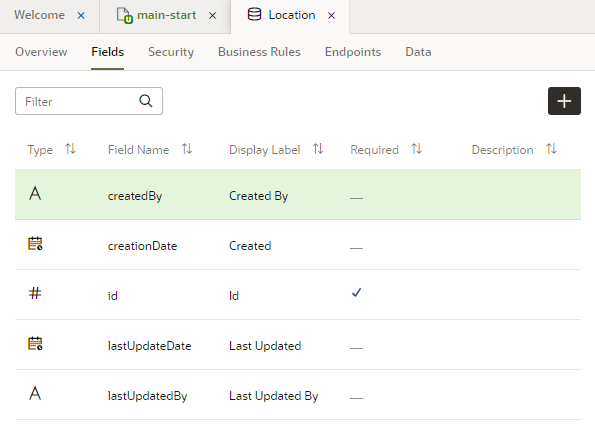 Welcome main-start Location
Overview Fields Security Business Rules Endpoints Data
Filter
Type Field Name Display Label Required Description
A createdBy Created By —
creationDate Created —
# id Id ✓
lastUpdateDate Last Updated —
A lastUpdatedBy Last Updated By —